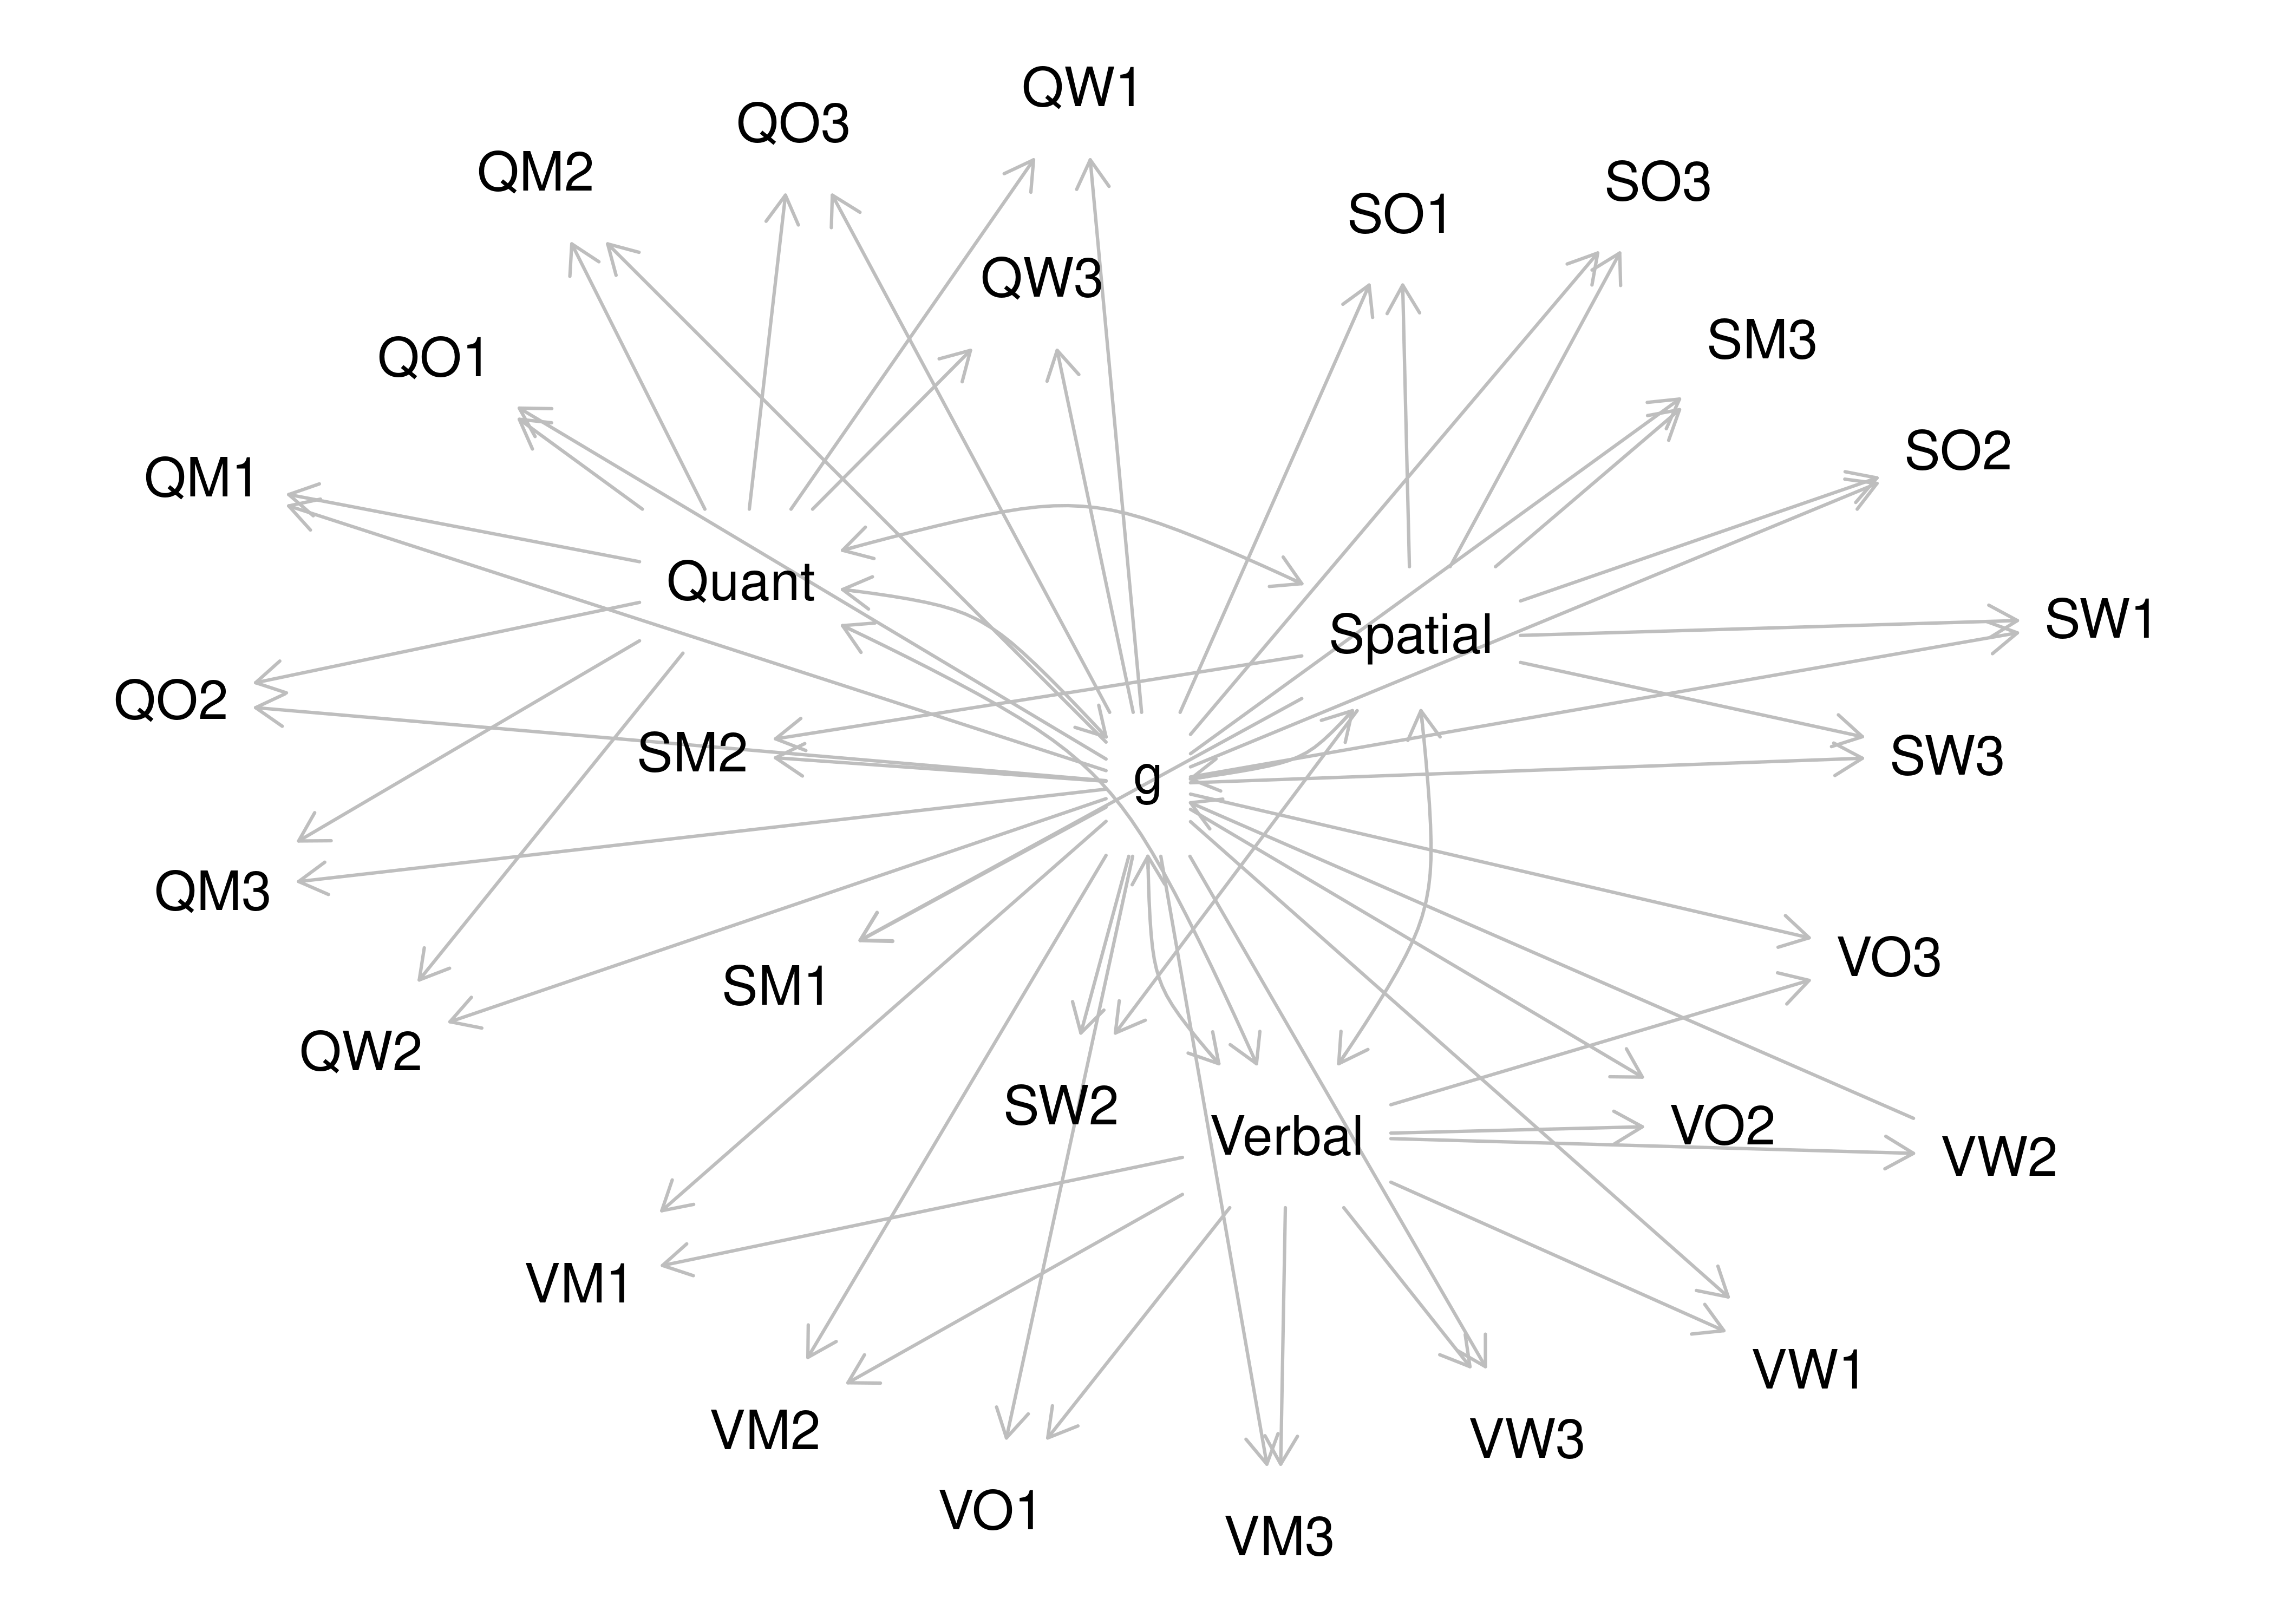 QW1
QO3
QM2
SO3
SO1
QW3
SM3
QO1
SO2
QM1
Quant
SW1
Spatial
QO2
SM2
SW3
g
QM3
VO3
SM1
QW2
SW2
VO2
Verbal
VW2
VM1
VW1
VM2
VW3
VO1
VM3